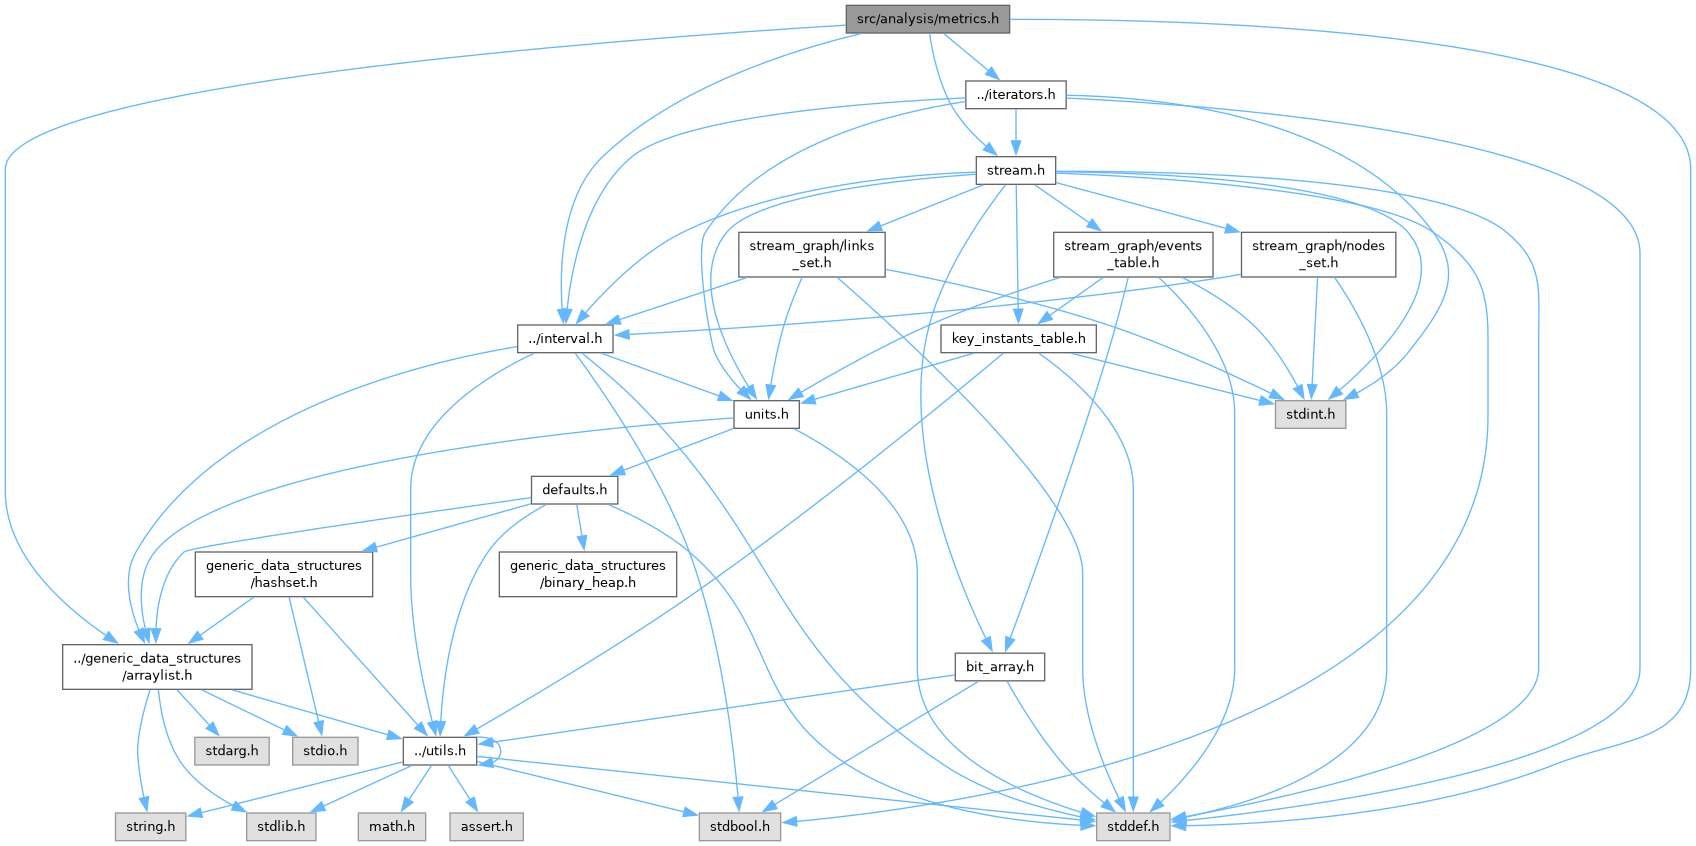 src/analysis/metrics.h
../iterators.h
stream.h
stream_graph/links
_set.h
stream_graph/events
_table.h
stream_graph/nodes
_set.h
../interval.h
key_instants_table.h
units.h
stdint.h
defaults.h
generic_data_structures
/hashset.h
generic_data_structures
/binary_heap.h
../generic_data_structures
/arraylist.h
bit_array.h
stdarg.h
stdio.h
../utils.h
string.h
stdlib.h
math.h
assert.h
stdbool.h
stddef.h